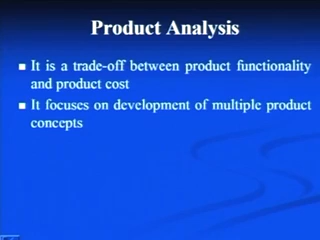 Product Analysis
It is a trade-off between product functionality
and product cost
It focuses on development of multiple product
concepts